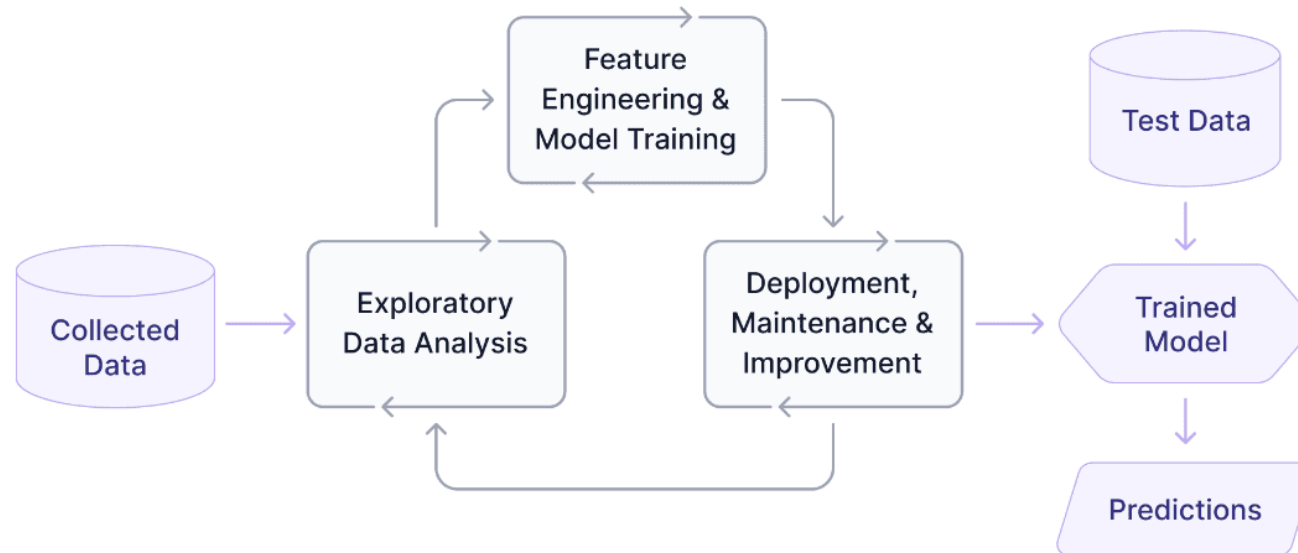 Collected
Data
Exploratory
Data Analysis
Feature
Engineering &
Model Training
Deployment,
Maintenance &
Improvement
Test Data
Trained
Model
Predictions